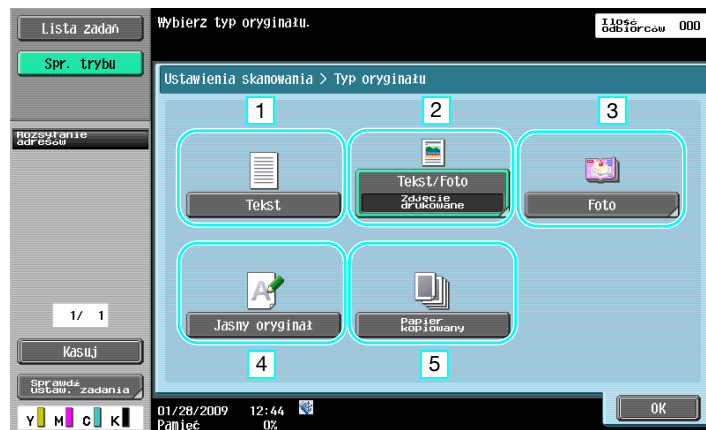 Lista zadań
Wybierz typ oryginału.
Ilość
odbiorców 000
Spr. trybu
Ustawienia skanowania > Typ oryginału
1
2
3
Rozsyłanie
adresów
Tekst
Tekst/Foto
Zdjęcie
drukowane
Foto
1/ 1
Jasny oryginał
Papier
kopiowany
Kasuj
4
5
Sprawdź
ustaw. zadania
Y M C K
01/28/2009 12:44
Pamięć 0%
OK